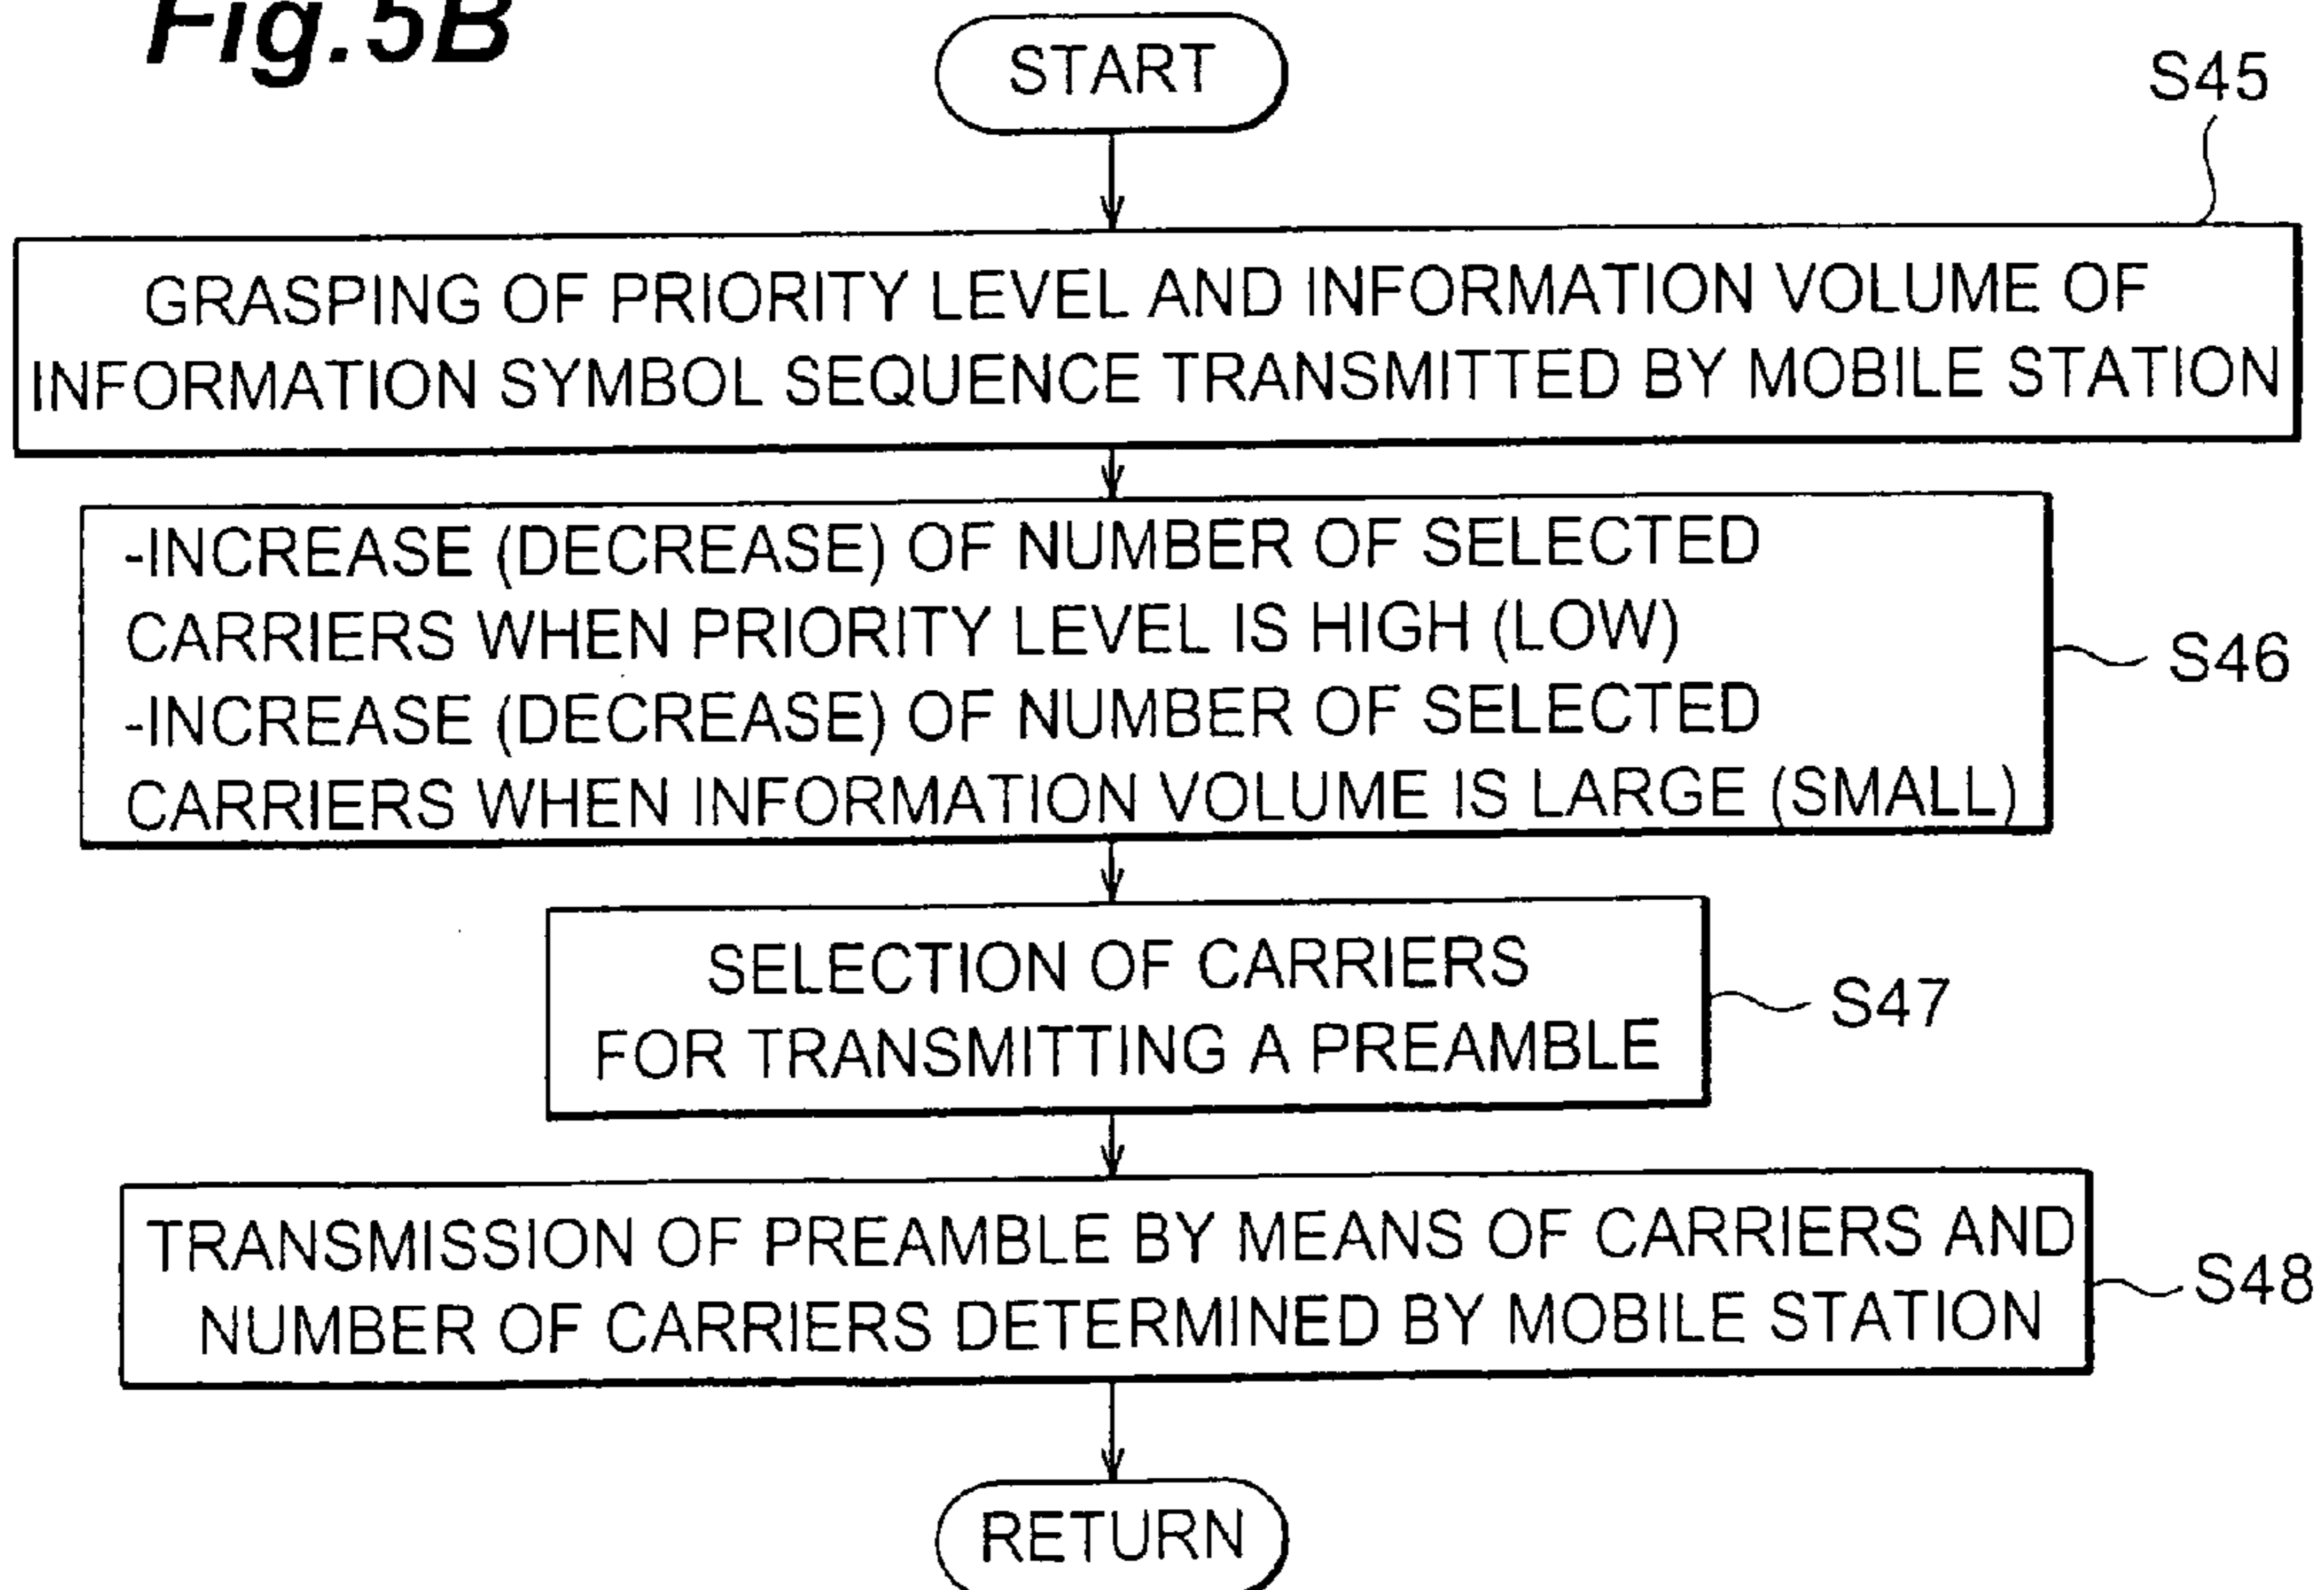 Fig.5B
START
S45
GRASPING OF PRIORITY LEVEL AND INFORMATION VOLUME OF
INFORMATION SYMBOL SEQUENCE TRANSMITTED BY MOBILE STATION
-INCREASE (DECREASE) OF NUMBER OF SELECTED
CARRIERS WHEN PRIORITY LEVEL IS HIGH (LOW)
-INCREASE (DECREASE) OF NUMBER OF SELECTED
CARRIERS WHEN INFORMATION VOLUME IS LARGE (SMALL)
S46
SELECTION OF CARRIERS
FOR TRANSMITTING A PREAMBLE
S47
TRANSMISSION OF PREAMBLE BY MEANS OF CARRIERS AND
NUMBER OF CARRIERS DETERMINED BY MOBILE STATION
S48
RETURN